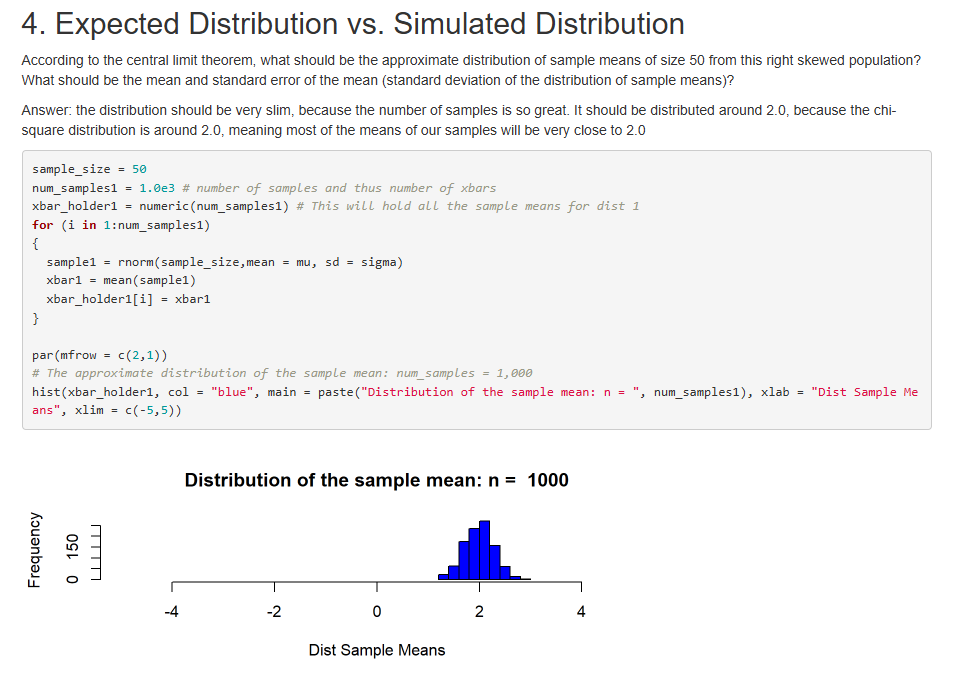 4. Expected Distribution vs. Simulated Distribution
According to the central limit theorem, what should be the approximate distribution of sample means of size 50 from this right skewed population?
What should be the mean and standard error of the mean (standard deviation of the distribution of sample means)?
Answer: the distribution should be very slim, because the number of samples is so great. It should be distributed around 2.0, because the chi-
square distribution is around 2.0, meaning most of the means of our samples will be very close to 2.0
sample_size = 50
num_samples1 = 1.0e3 # number of samples and thus number of xbars
xbar_holder1 = numeric(num_samples1) # This will hold all the sample means for dist 1
for (i in 1:num_samples1)
{
  sample1 = rnorm(sample_size,mean = mu, sd = sigma)
  xbar1 = mean(sample1)
  xbar_holder1[i] = xbar1
}
par(mfrow = c(2,1))
# The approximate distribution of the sample mean: num_samples = 1,000
hist(xbar_holder1, col = "blue", main = paste("Distribution of the sample mean: n = ", num_samples1), xlab = "Dist Sample Me
ans", xlim = c(-5,5))
Distribution of the sample mean: n =  1000
Frequency
150
0
-4 -2 0 2 4
Dist Sample Means